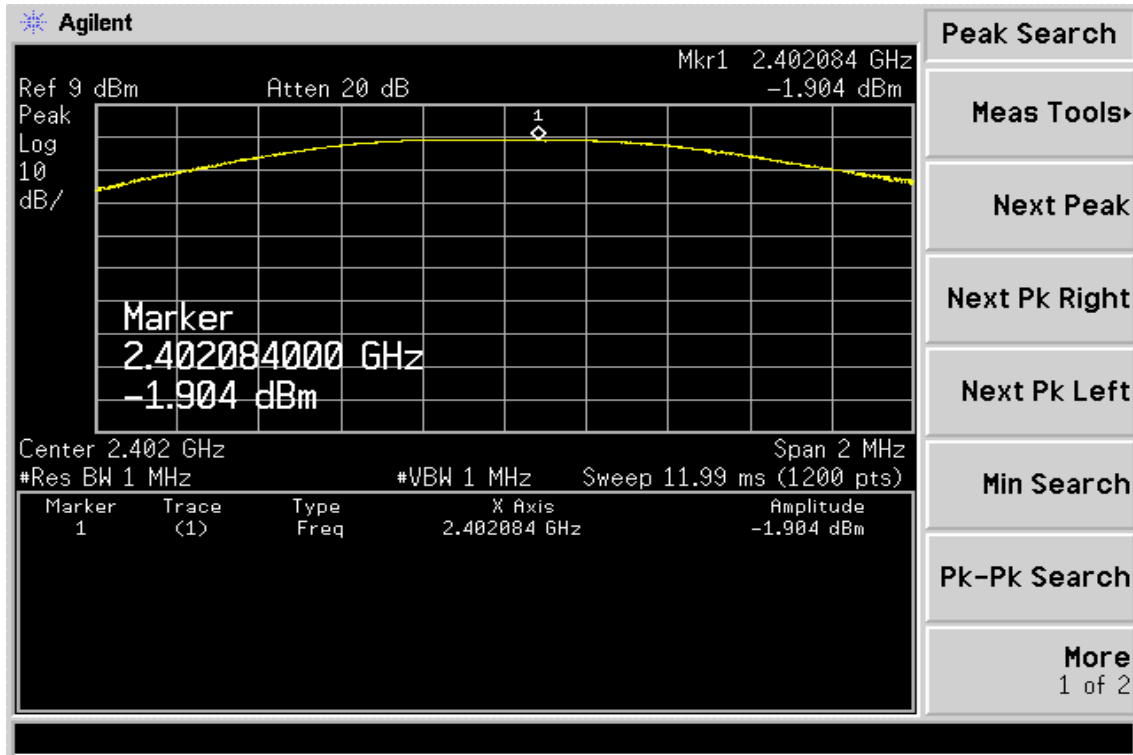 Agilent
Peak Search
Mkr1 2.402084 GHz
Ref 9 dBm Atten 20 dB -1.904 dBm
Peak
Log
10
dB/
1
Marker
2.402084000 GHz
-1.904 dBm
Center 2.402 GHz Span 2 MHz
#Res BW 1 MHz #VBW 1 MHz Sweep 11.99 ms (1200 pts)
Marker Trace Type X Axis Amplitude
1 (1) Freq 2.402084 GHz -1.904 dBm
Meas Tools▸
Next Peak
Next Pk Right
Next Pk Left
Min Search
Pk-Pk Search
More
1 of 2